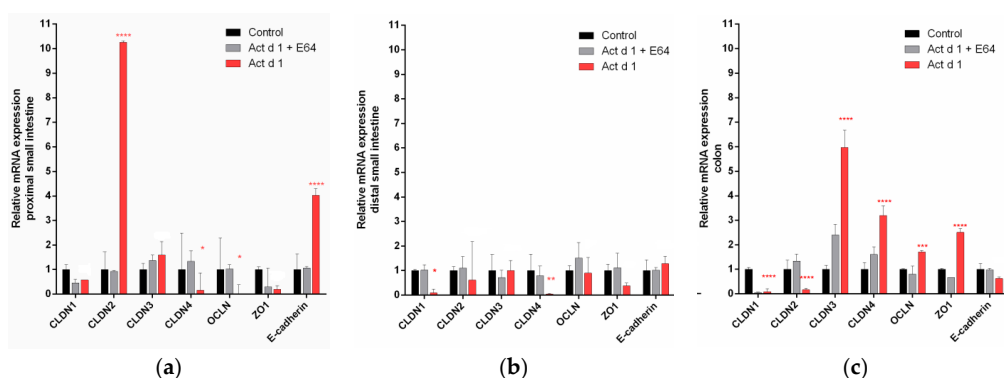 Relative mRNA expression
proximal small intestine
11
10
9
8
7
6
5
4
3
2
1
0
Control
Act d 1 + E64
Act d 1
****
*
*
****
CLDN1
CLDN2
CLDN3
CLDN4
OCLN
ZO1
E-cadherin
(a)
Relative mRNA expression
distal small intestine
11
10
9
8
7
6
5
4
3
2
1
0
Control
Act d 1 + E64
Act d 1
*
**
CLDN1
CLDN2
CLDN3
CLDN4
OCLN
ZO1
E-cadherin
(b)
Relative mRNA expression
colon
11
10
9
8
7
6
5
4
3
2
1
0
Control
Act d 1 + E64
Act d 1
****
****
****
****
***
****
CLDN1
CLDN2
CLDN3
CLDN4
OCLN
ZO1
E-cadherin
(c)